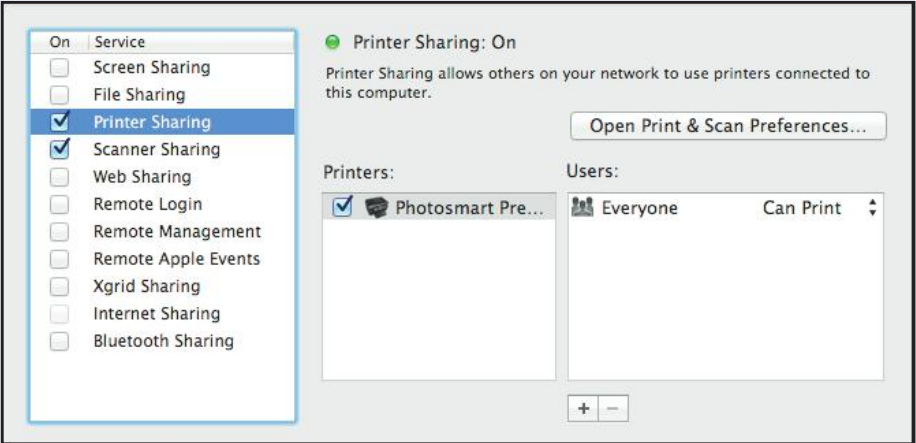 On Service
Screen Sharing
File Sharing
Printer Sharing
Scanner Sharing
Web Sharing
Remote Login
Remote Management
Remote Apple Events
Xgrid Sharing
Internet Sharing
Bluetooth Sharing
Printer Sharing: On
Printer Sharing allows others on your network to use printers connected to
this computer.
Open Print & Scan Preferences...
Printers:
Photosmart Pre...
Users:
Everyone Can Print
+ −